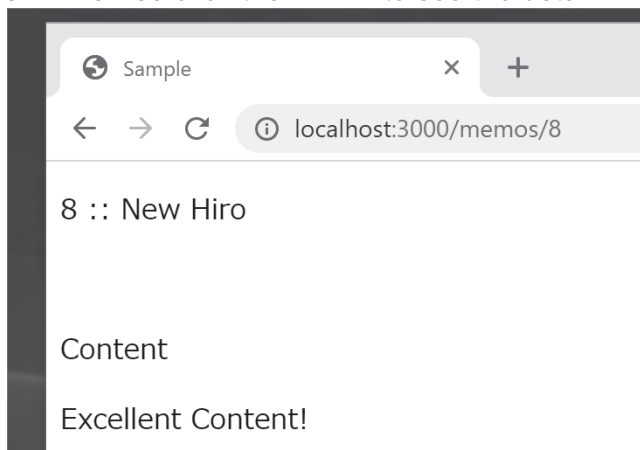 Sample
localhost:3000/memos/8
8 :: New Hiro
Content
Excellent Content!